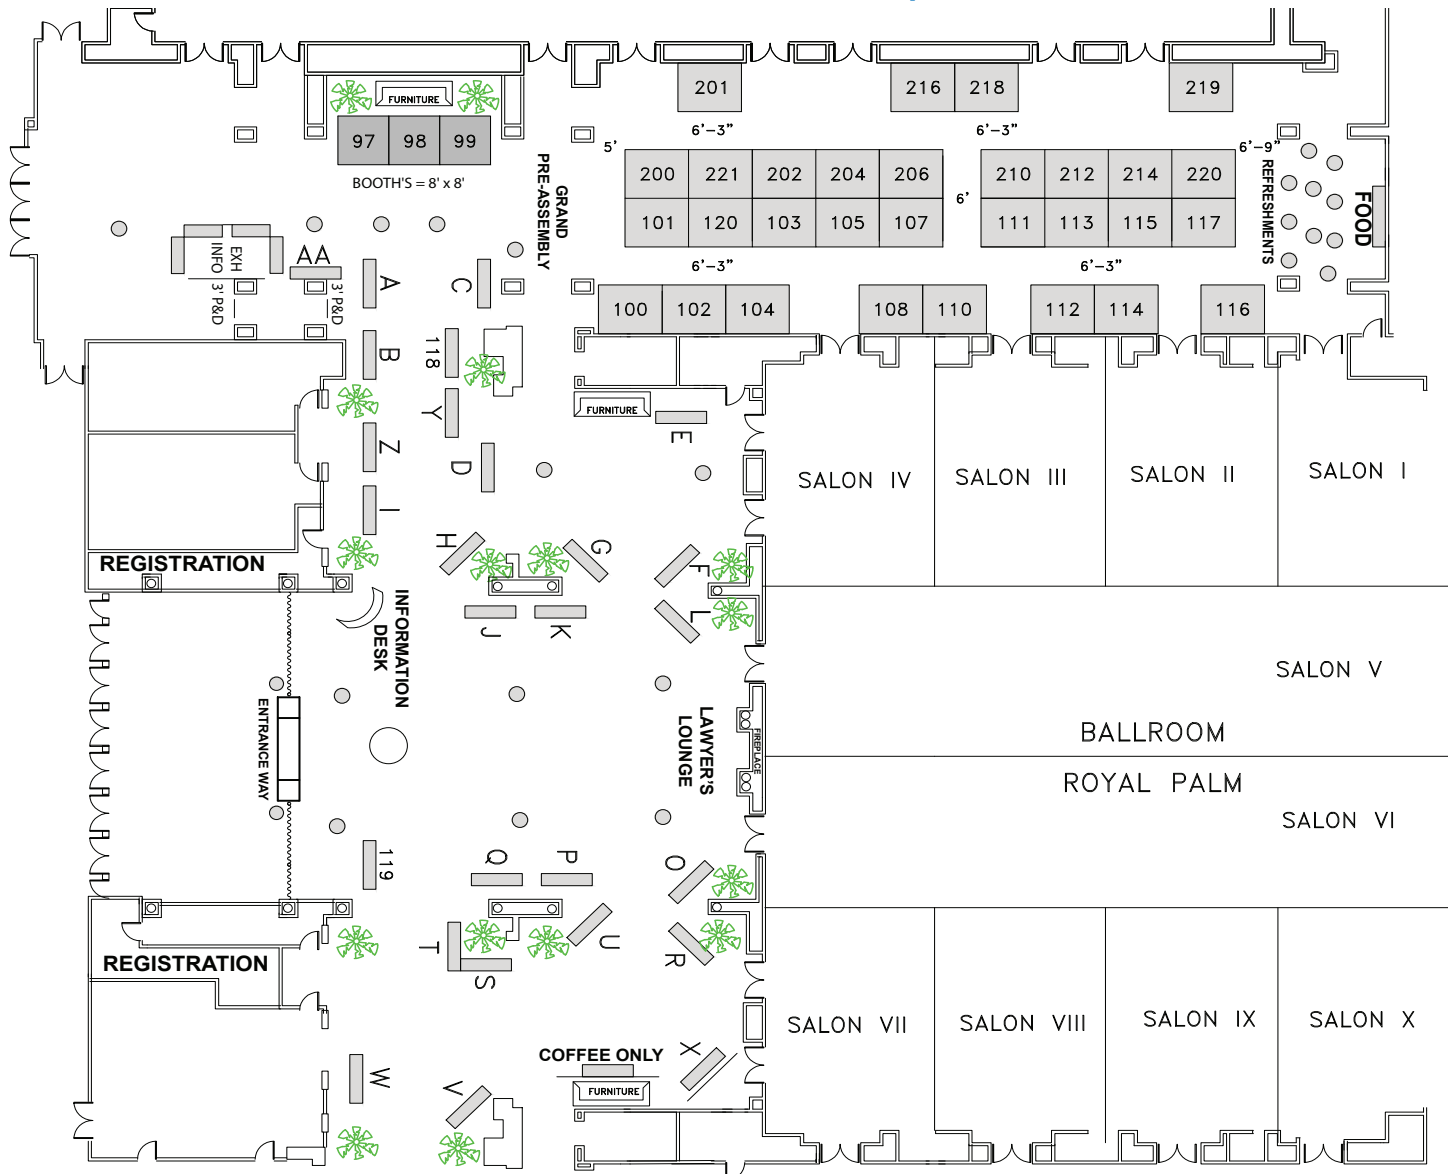 201
216
218
219
FURNITURE
97
98
99
BOOTH'S = 8' x 8'
6'-3"
6'-3"
5'
6'-9"
200
221
202
204
206
6'
210
212
214
220
101
120
103
105
107
111
113
115
117
GRAND
PRE-ASSEMBLY
REFRESHMENTS
FOOD
6'-3"
6'-3"
EXH
INFO
3' P&D
AA
3' P&D
A
C
100
102
104
108
110
112
114
116
B
118
Y
FURNITURE
E
Z
D
I
SALON IV
SALON III
SALON II
SALON I
H
G
F
REGISTRATION
INFORMATION
DESK
J
K
L
SALON V
ENTRANCE WAY
LAWYER'S
LOUNGE
FIREPLACE
BALLROOM
ROYAL PALM
SALON VI
119
Q
P
O
T
S
U
R
REGISTRATION
SALON VII
SALON VIII
SALON IX
SALON X
COFFEE ONLY
X
W
V
FURNITURE